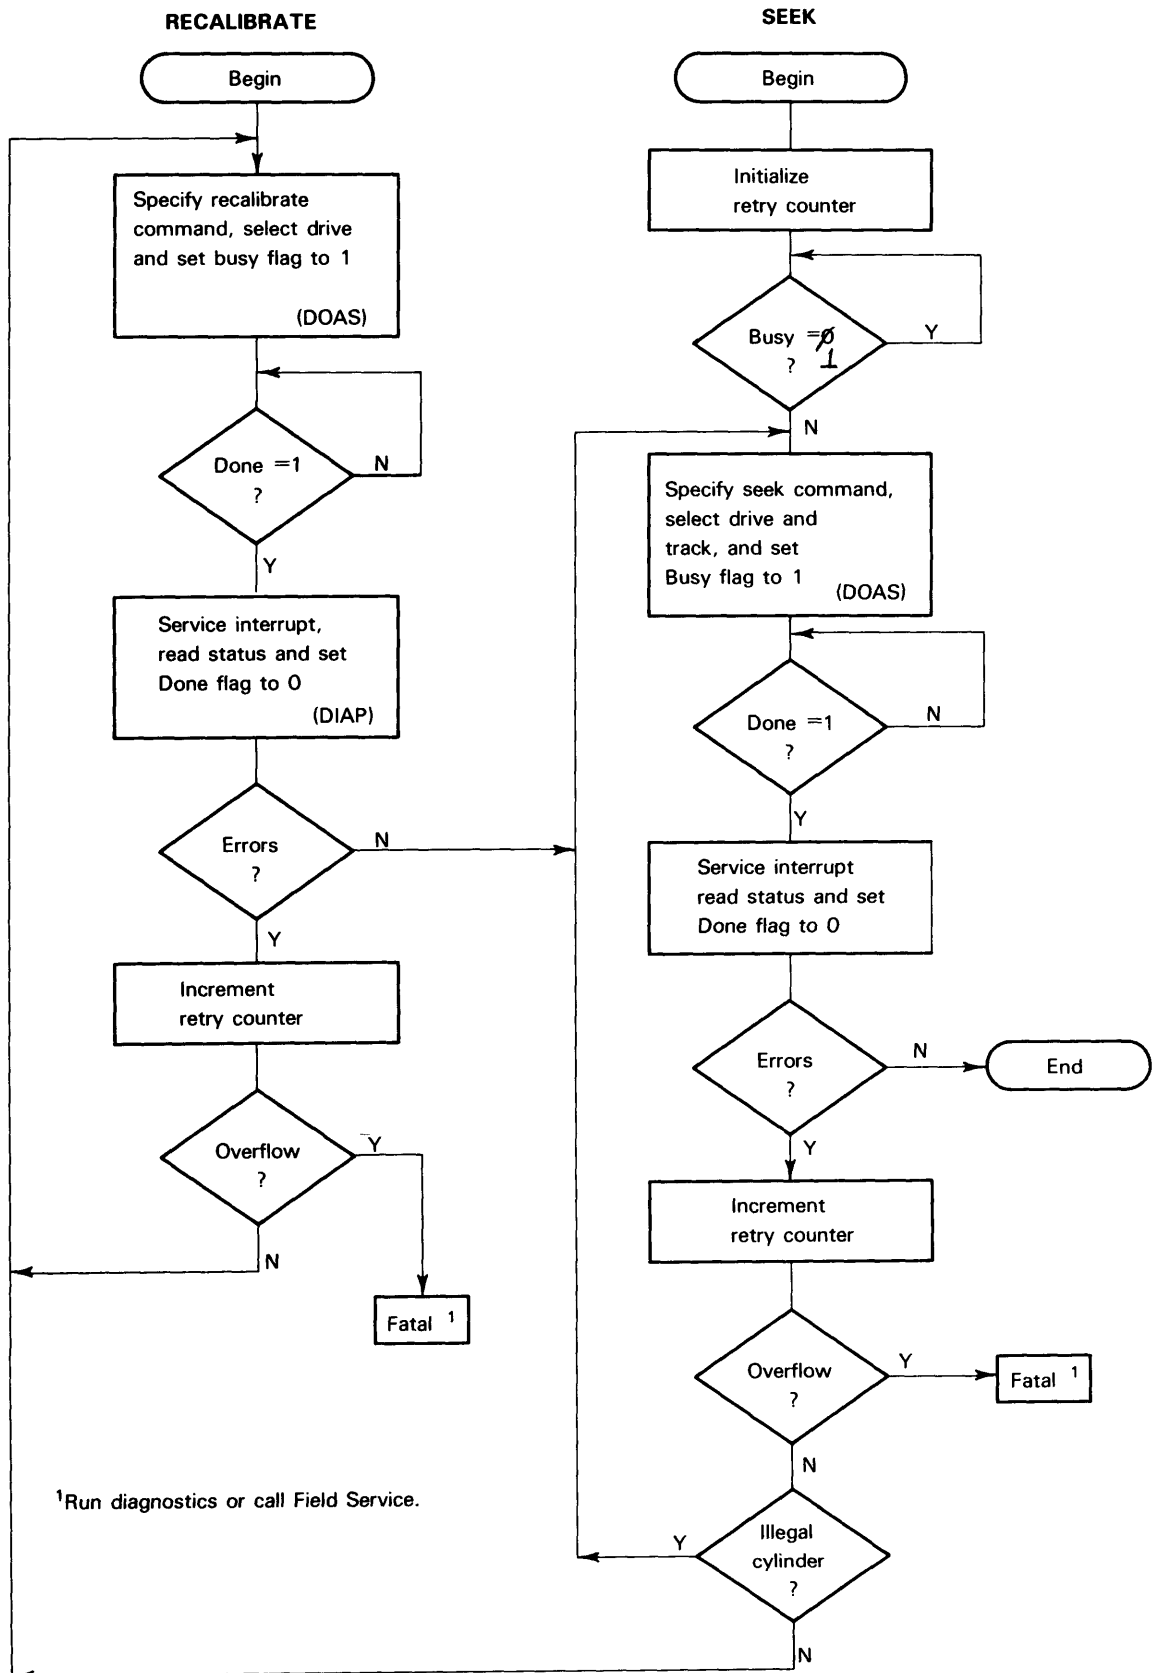 RECALIBRATE
Begin
Specify recalibrate
command, select drive
and set busy flag to 1
(DOAS)
Done =1
?
N
Y
Service interrupt,
read status and set
Done flag to 0
(DIAP)
Errors
?
N
Y
Increment
retry counter
Overflow
?
Y
N
Fatal 1
1Run diagnostics or call Field Service.
SEEK
Begin
Initialize
retry counter
Busy =0
? 1
Y
N
Specify seek command,
select drive and
track, and set
Busy flag to 1
(DOAS)
Done =1
?
N
Y
Service interrupt
read status and set
Done flag to 0
Errors
?
N
End
Y
Increment
retry counter
Overflow
?
Y
Fatal 1
N
Illegal
cylinder
?
Y
N